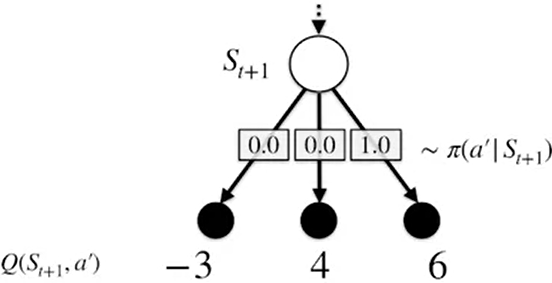 S_{t+1}
0.0 0.0 1.0 ∼ π(a′|S_{t+1})
Q(S_{t+1}, a′) −3 4 6